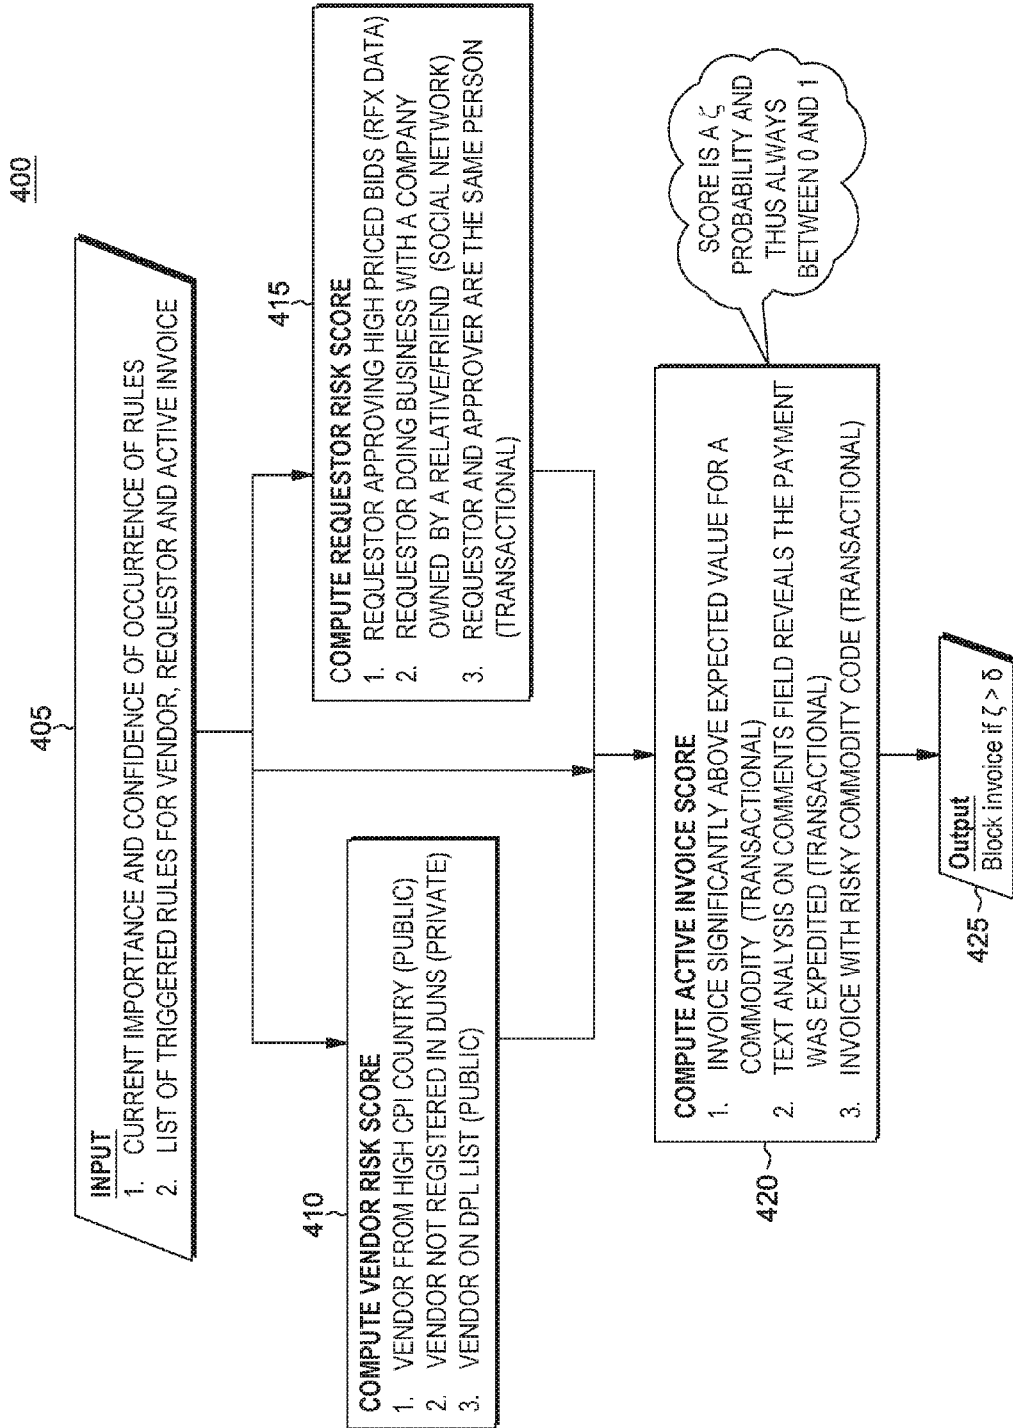 400
405
INPUT
1. CURRENT IMPORTANCE AND CONFIDENCE OF OCCURRENCE OF RULES
2. LIST OF TRIGGERED RULES FOR VENDOR, REQUESTOR AND ACTIVE INVOICE
410
COMPUTE VENDOR RISK SCORE
1. VENDOR FROM HIGH CPI COUNTRY (PUBLIC)
2. VENDOR NOT REGISTERED IN DUNS (PRIVATE)
3. VENDOR ON DPL LIST (PUBLIC)
415
COMPUTE REQUESTOR RISK SCORE
1. REQUESTOR APPROVING HIGH PRICED BIDS (RFX DATA)
2. REQUESTOR DOING BUSINESS WITH A COMPANY
OWNED BY A RELATIVE/FRIEND (SOCIAL NETWORK)
3. REQUESTOR AND APPROVER ARE THE SAME PERSON
(TRANSACTIONAL)
420
COMPUTE ACTIVE INVOICE SCORE
1. INVOICE SIGNIFICANTLY ABOVE EXPECTED VALUE FOR A
COMMODITY (TRANSACTIONAL)
2. TEXT ANALYSIS ON COMMENTS FIELD REVEALS THE PAYMENT
WAS EXPEDITED (TRANSACTIONAL)
3. INVOICE WITH RISKY COMMODITY CODE (TRANSACTIONAL)
SCORE IS A ζ
PROBABILITY AND
THUS ALWAYS
BETWEEN 0 AND 1
425
Output
Block invoice if ζ > δ